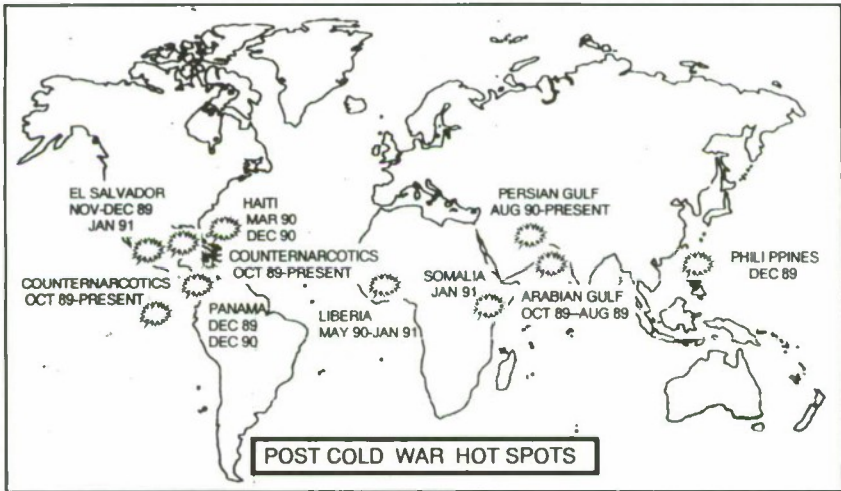 EL SALVADOR
NOV-DEC 89
JAN 91
HAITI
MAR 90
DEC 90
PERSIAN GULF
AUG 90-PRESENT
COUNTERNARCOTICS
OCT 89-PRESENT
COUNTERNARCOTICS
OCT 89-PRESENT
SOMALIA
JAN 91
PHILIPPINES
DEC 89
PANAMA
DEC 89
DEC 90
LIBERIA
MAY 90-JAN 91
ARABIAN GULF
OCT 89–AUG 89
POST COLD WAR HOT SPOTS